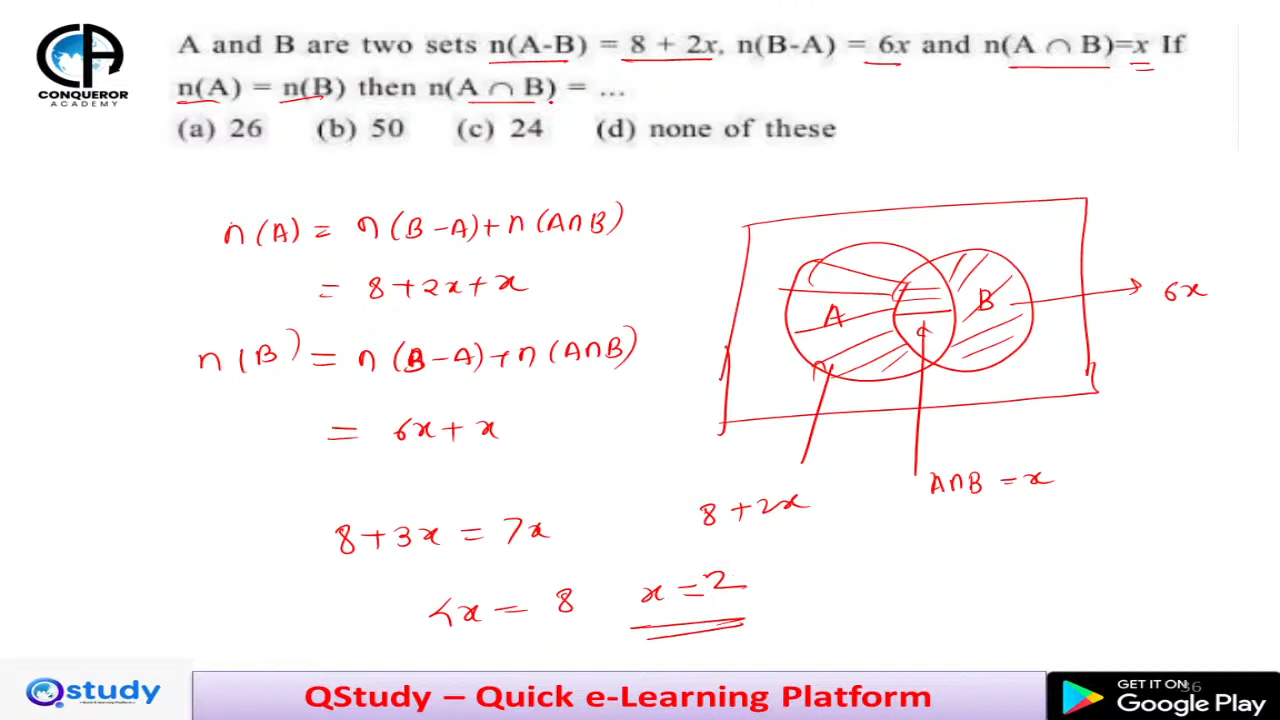 CONQUEROR
ACADEMY
A and B are two sets n(A-B) = 8 + 2x, n(B-A) = 6x and n(A ∩ B)=x If
n(A) = n(B) then n(A ∩ B) = ...
(a) 26 (b) 50 (c) 24 (d) none of these
n(A) = n(B-A)+n(A∩B)
= 8+2x+x
n(B) = n(B-A)+n(A∩B)
= 6x+x
8+3x = 7x
4x = 8 x=2
A
B
6x
8+2x
A∩B = x
Qstudy
QStudy – Quick e-Learning Platform
GET IT ON
Google Play
36